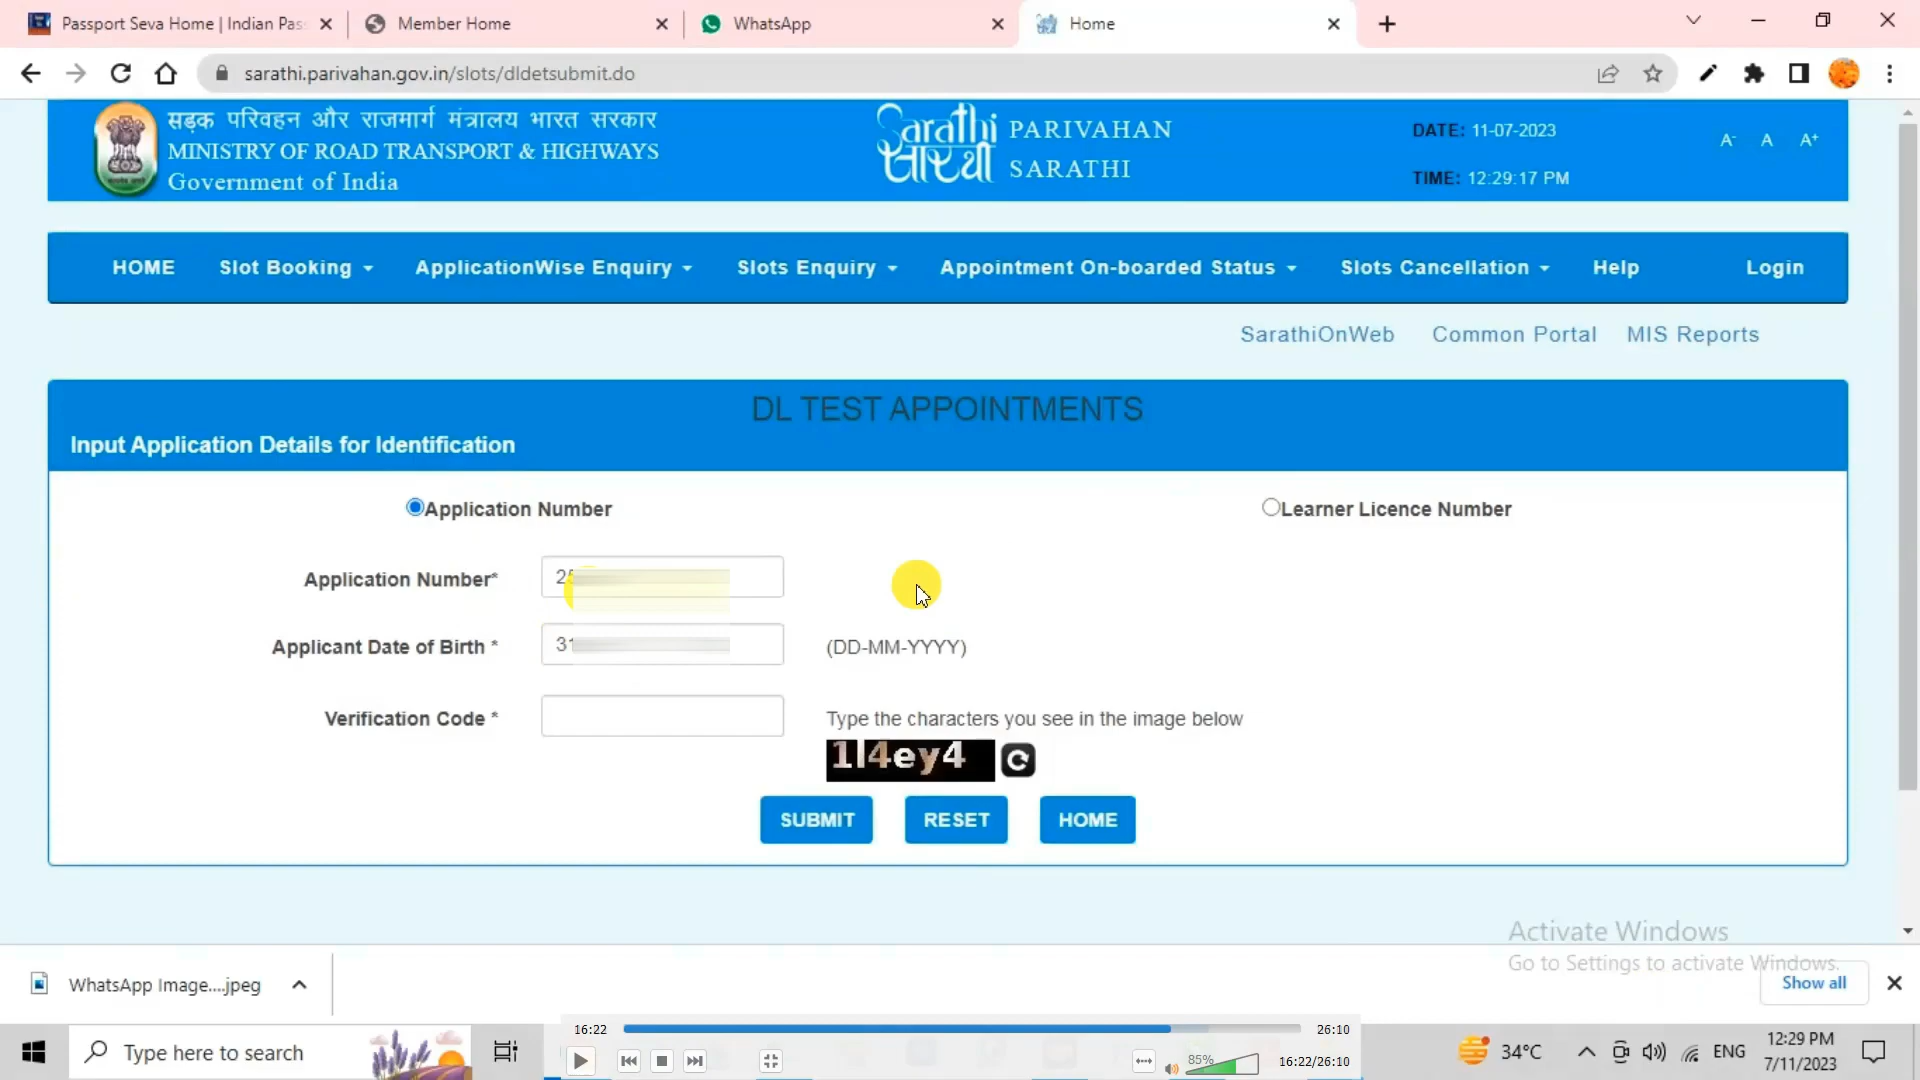 Passport Seva Home | Indian Pas
Member Home
WhatsApp
Home
sarathi.parivahan.gov.in/slots/dldetsubmit.do
सड़क परिवहन और राजमार्ग मंत्रालय भारत सरकार
MINISTRY OF ROAD TRANSPORT & HIGHWAYS
Government of India
Sarathi
सारथी
PARIVAHAN
SARATHI
DATE: 11-07-2023
TIME: 12:29:17 PM
A- A A+
HOME Slot Booking ApplicationWise Enquiry Slots Enquiry Appointment On-boarded Status Slots Cancellation Help Login
SarathiOnWeb Common Portal MIS Reports
DL TEST APPOINTMENTS
Input Application Details for Identification
Application Number Learner Licence Number
Application Number*
Applicant Date of Birth * 31 (DD-MM-YYYY)
Verification Code * Type the characters you see in the image below
1l4ey4
SUBMIT RESET HOME
Activate Windows
Go to Settings to activate Windows.
WhatsApp Image....jpeg
Show all
16:22 26:10
Type here to search
85%
16:22/26:10
34°C
ENG
12:29 PM
7/11/2023